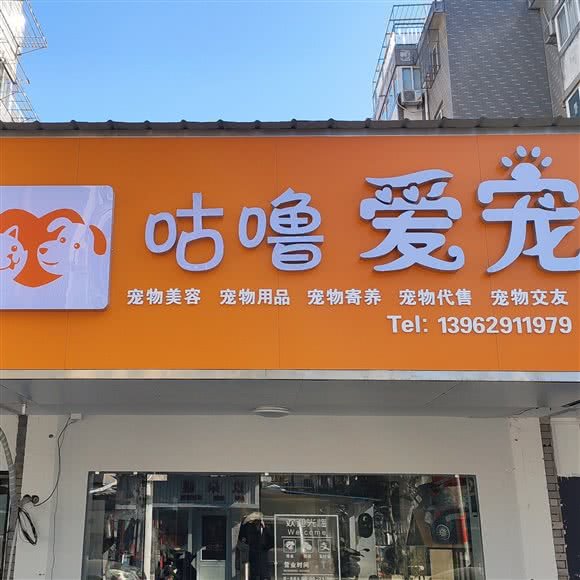 咕噜爱宠
宠物美容 宠物用品 宠物寄养 宠物代售 宠物交友
Tel: 13962911979
欢迎光临
Welcome
营业时间